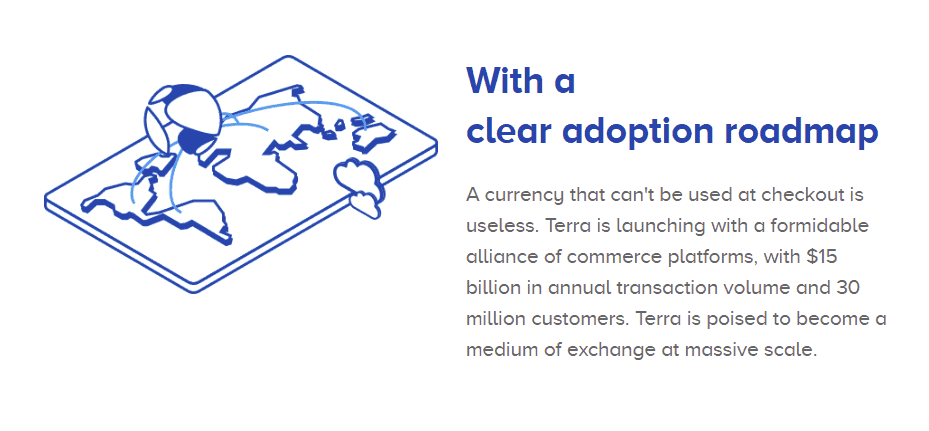 With a
clear adoption roadmap
A currency that can't be used at checkout is
useless. Terra is launching with a formidable
alliance of commerce platforms, with $15
billion in annual transaction volume and 30
million customers. Terra is poised to become a
medium of exchange at massive scale.